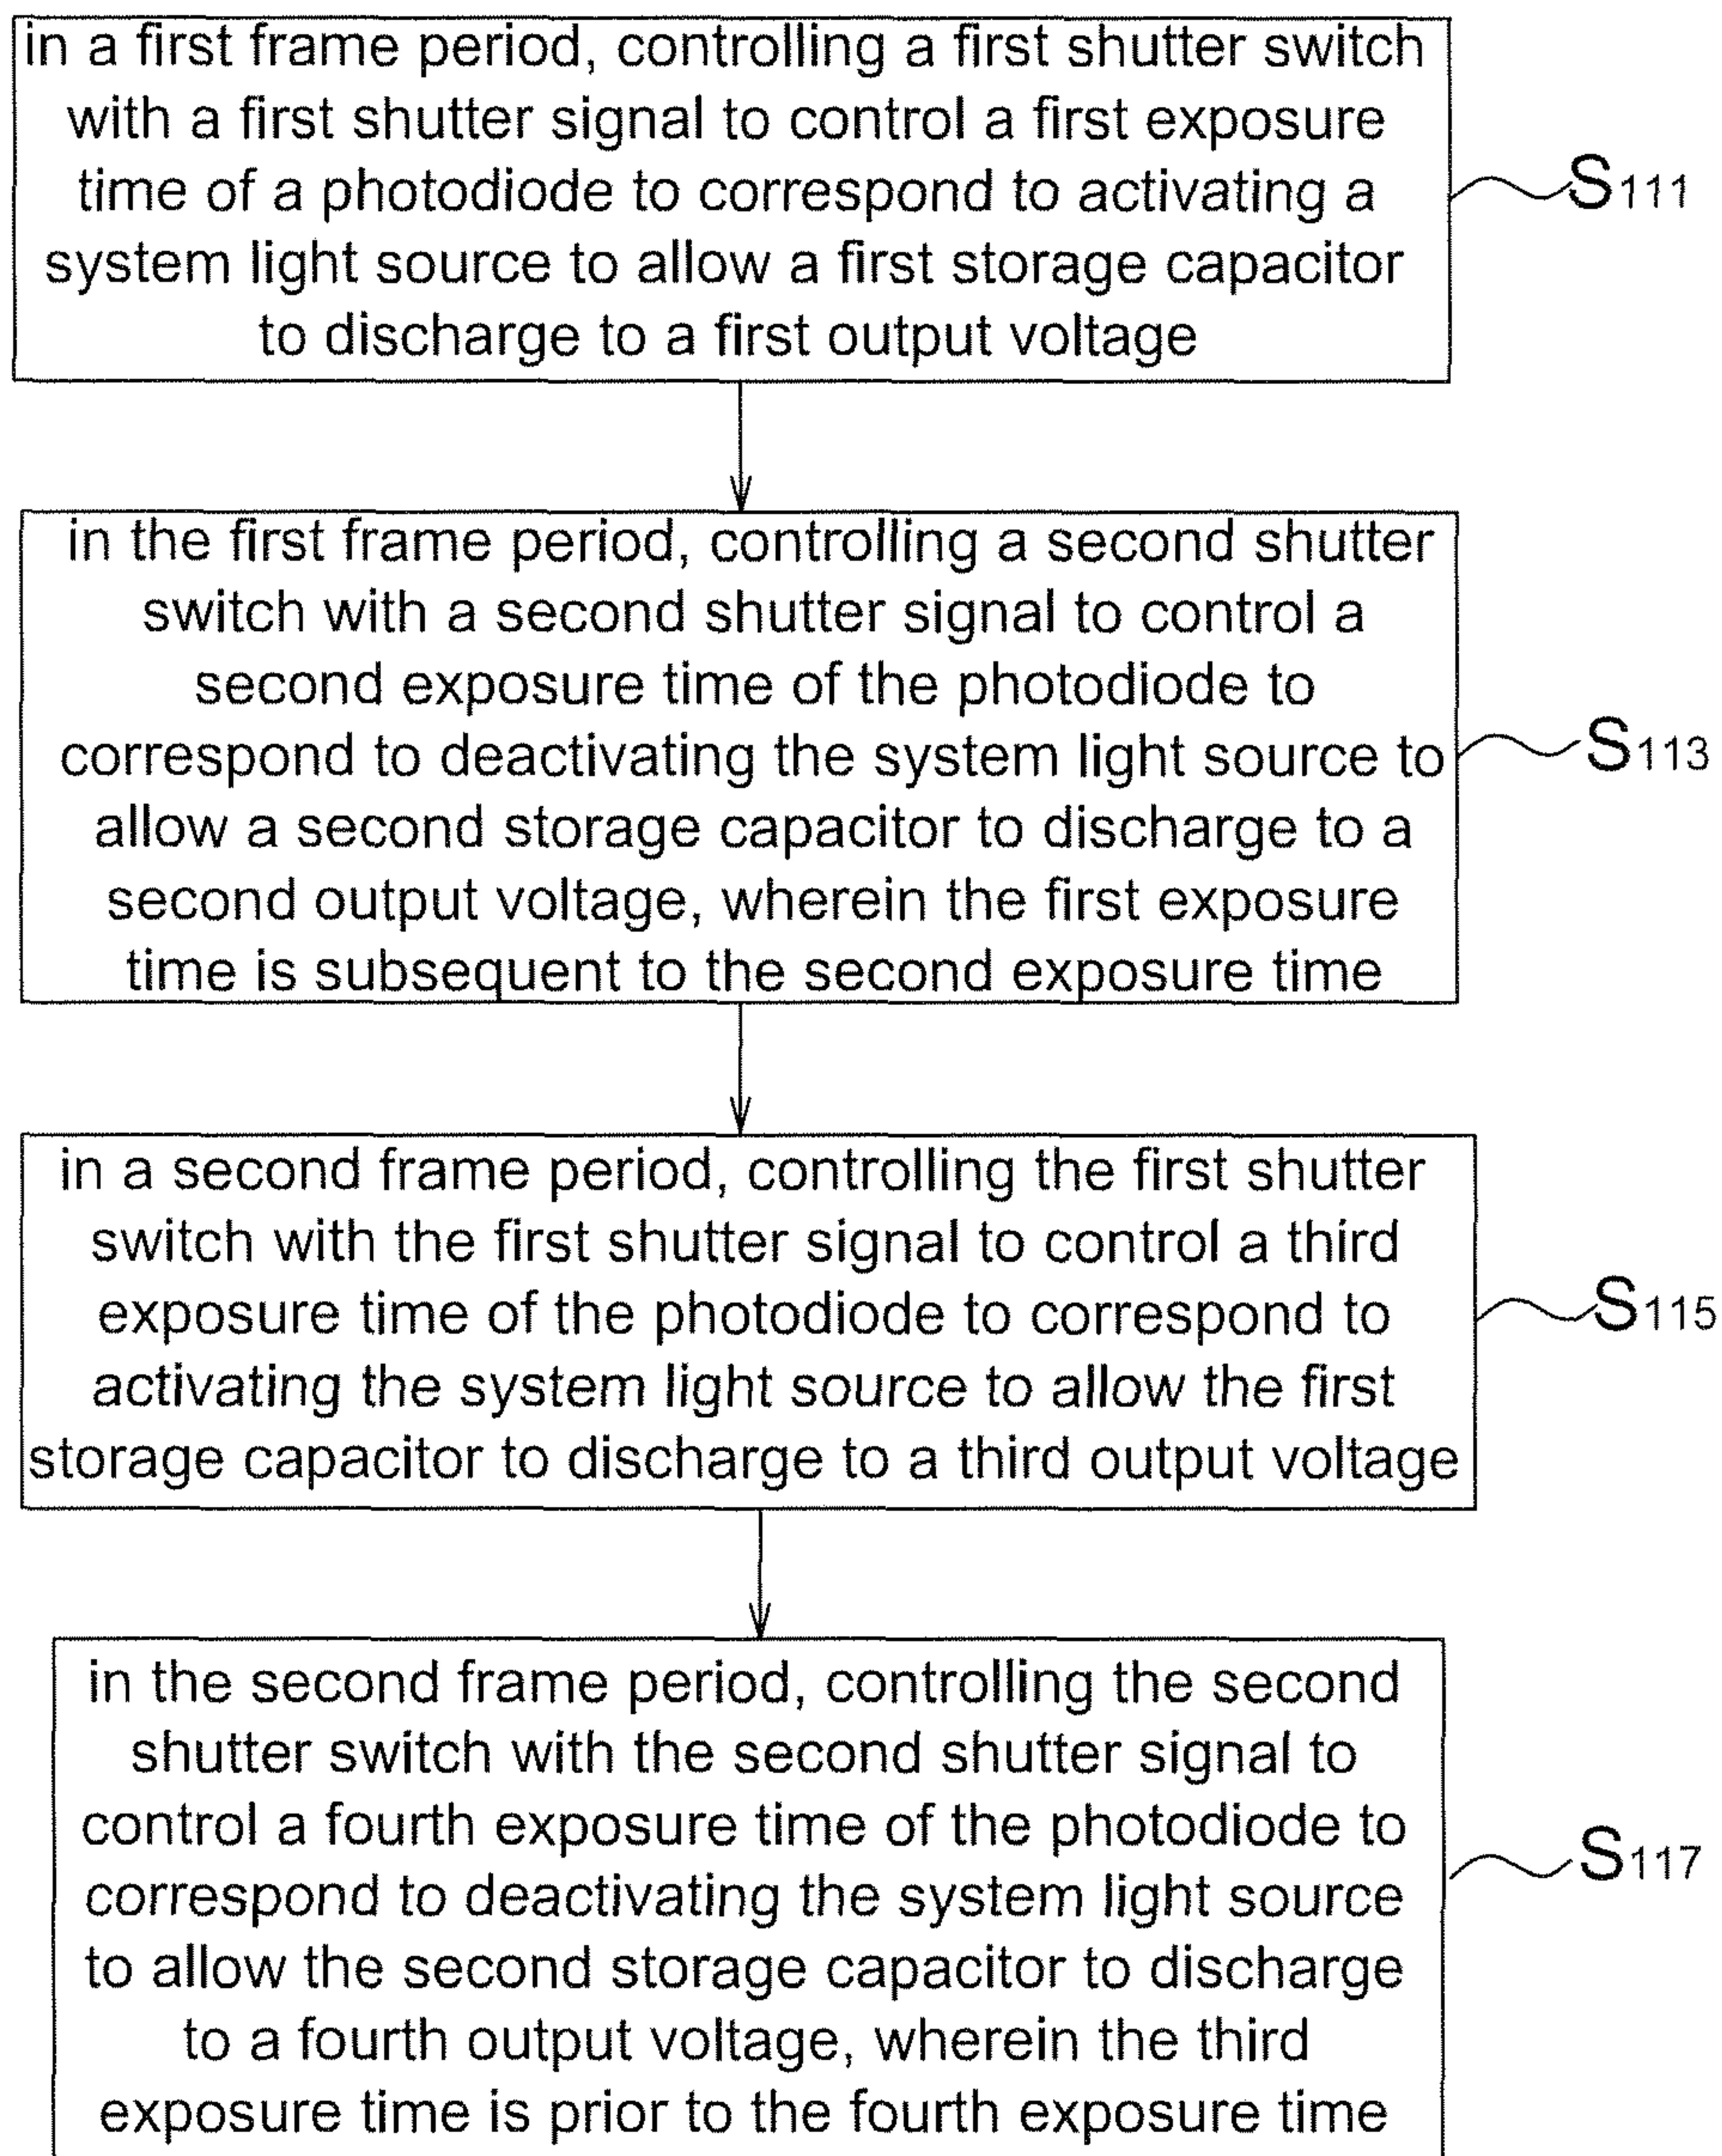 in a first frame period, controlling a first shutter switch
with a first shutter signal to control a first exposure
time of a photodiode to correspond to activating a
system light source to allow a first storage capacitor
to discharge to a first output voltage
S111
in the first frame period, controlling a second shutter
switch with a second shutter signal to control a
second exposure time of the photodiode to
correspond to deactivating the system light source to
allow a second storage capacitor to discharge to a
second output voltage, wherein the first exposure
time is subsequent to the second exposure time
S113
in a second frame period, controlling the first shutter
switch with the first shutter signal to control a third
exposure time of the photodiode to correspond to
activating the system light source to allow the first
storage capacitor to discharge to a third output voltage
S115
in the second frame period, controlling the second
shutter switch with the second shutter signal to
control a fourth exposure time of the photodiode to
correspond to deactivating the system light source
to allow the second storage capacitor to discharge
to a fourth output voltage, wherein the third
exposure time is prior to the fourth exposure time
S117